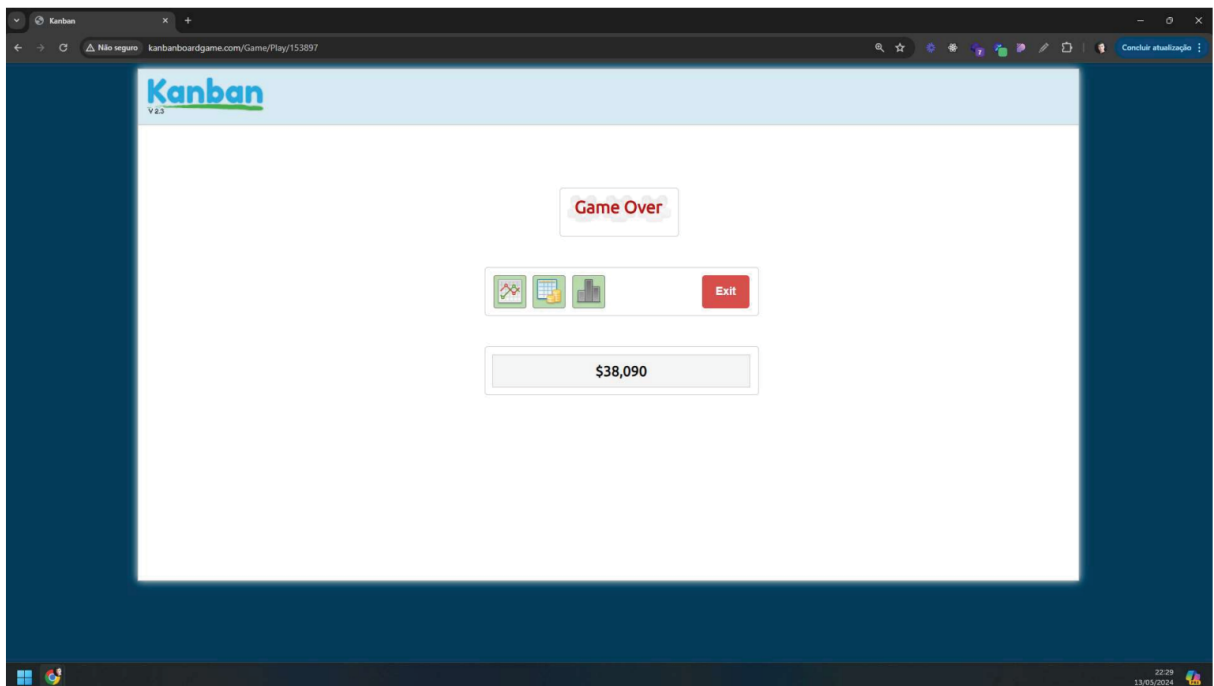 Kanban
Não seguro
kanbanboardgame.com/Game/Play/153897
Concluir atualização
Kanban
V 2.3
Game Over
Exit
$38,090
22:29
13/05/2024